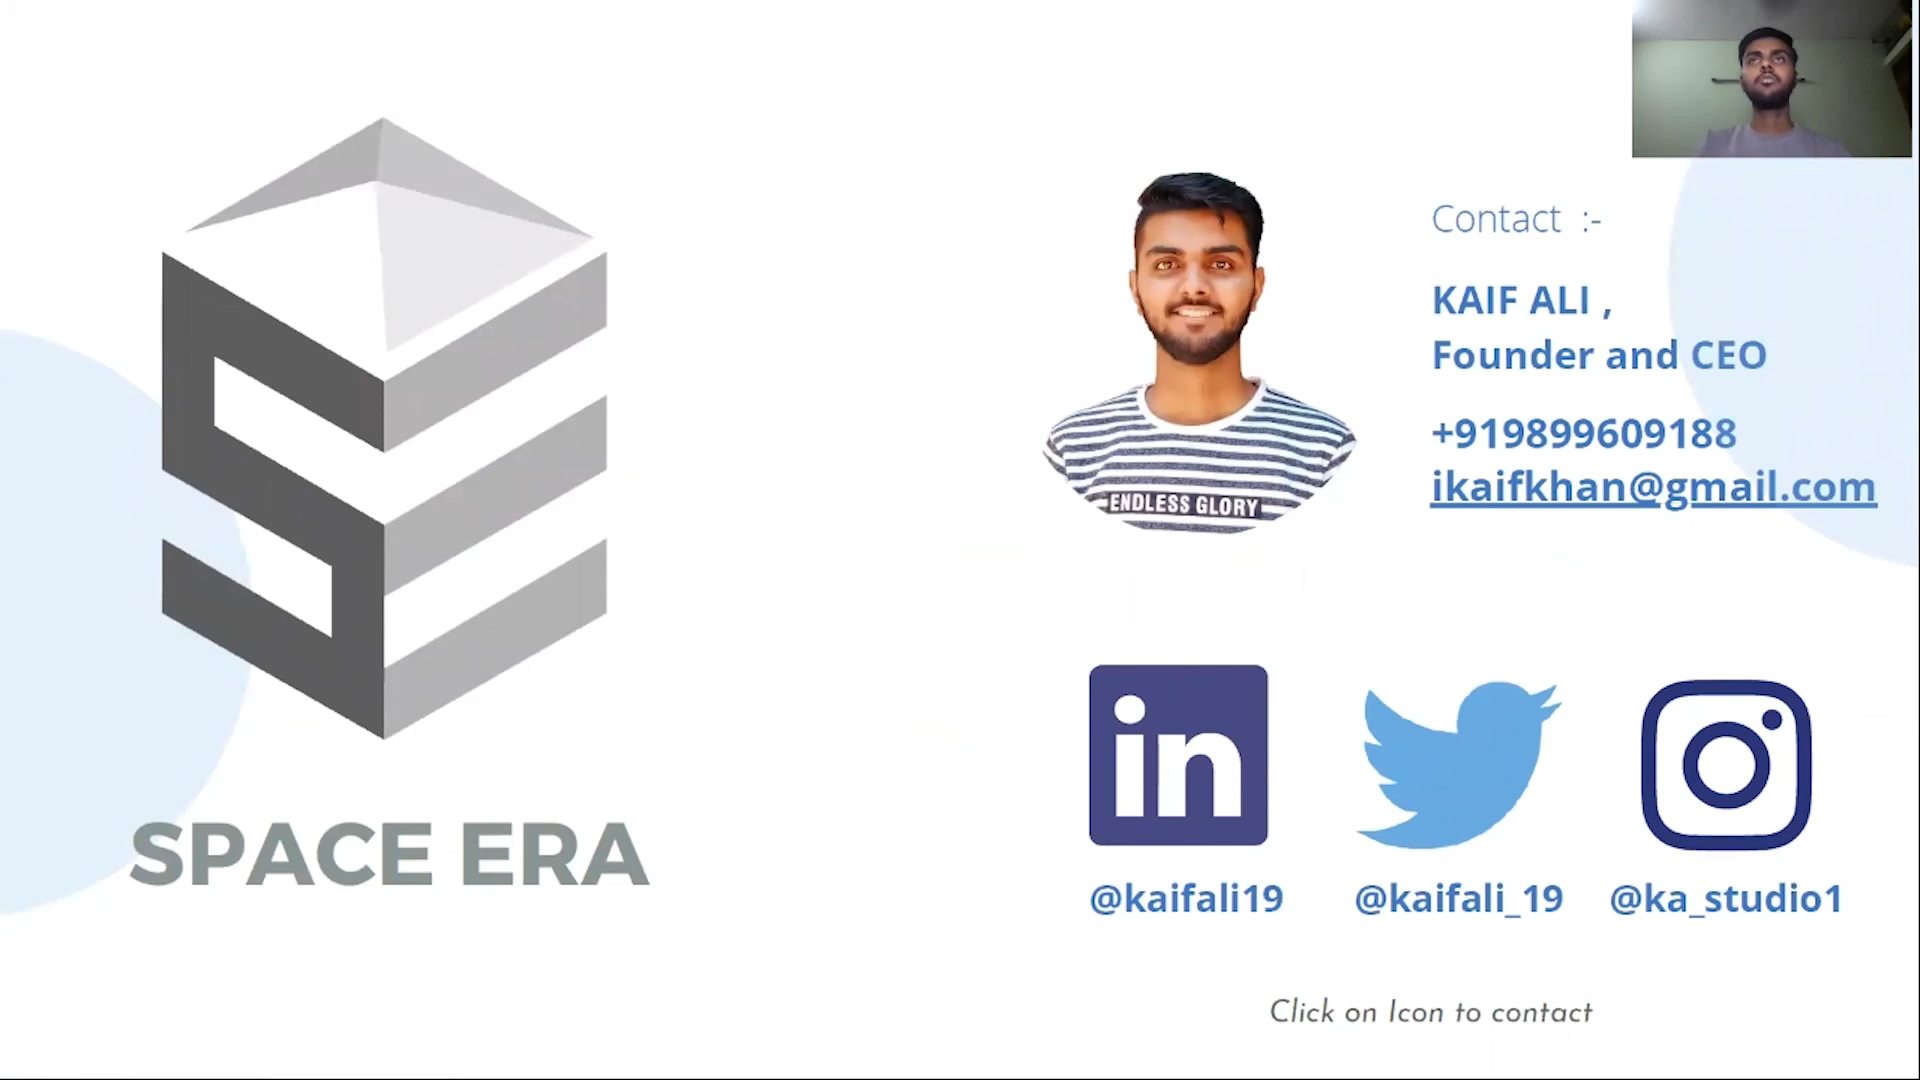 Contact :-
KAIF ALI ,
Founder and CEO
+919899609188
ikaifkhan@gmail.com
ENDLESS GLORY
in
@kaifali19
@kaifali_19
@ka_studio1
SPACE ERA
Click on Icon to contact